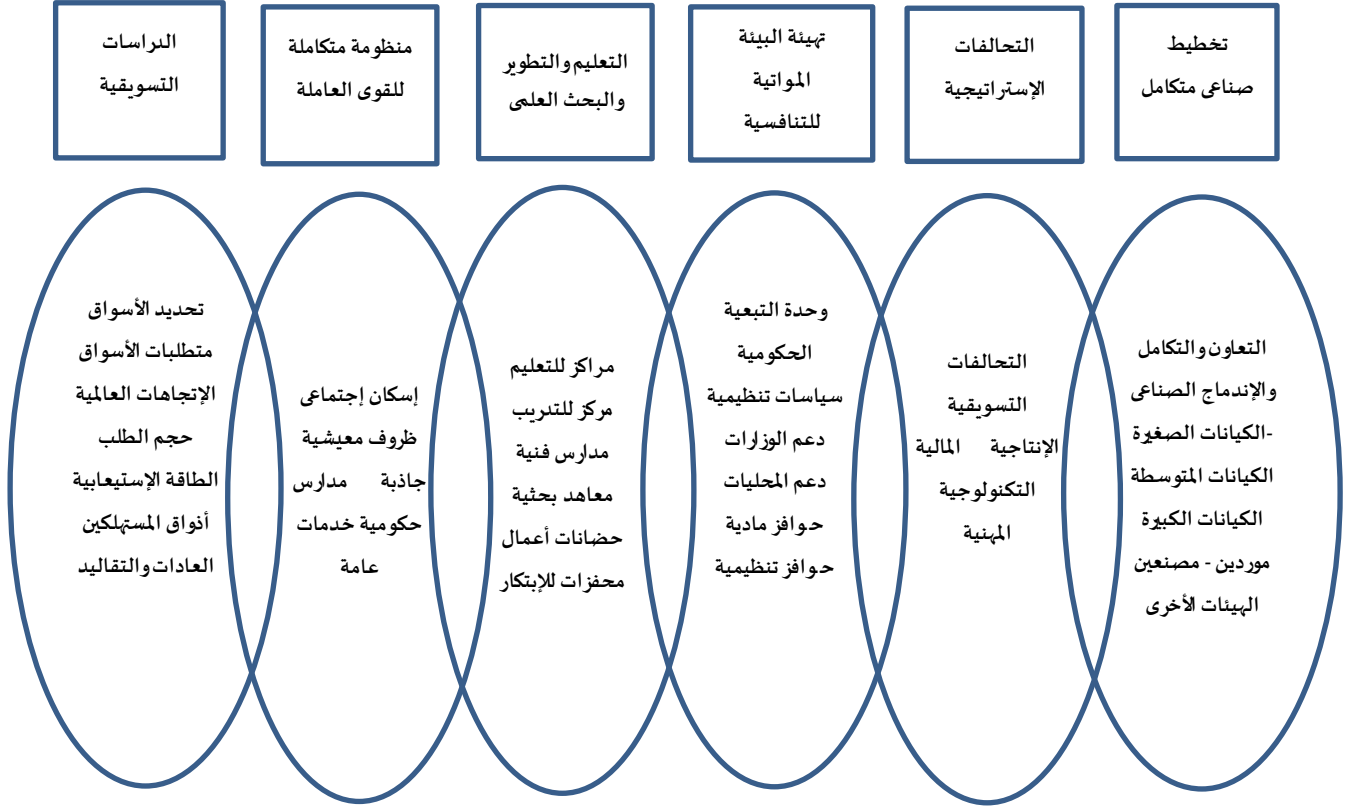 تخطيط
صناعى متكامل
التحالفات
الإستراتيجية
تهيئة البيئة
المواتية
للتنافسية
التعليم والتطوير
والبحث العلمى
منظومة متكاملة
للقوى العاملة
الدراسات
التسويقية
التعاون والتكامل
والإندماج الصناعى
-الكيانات الصغيرة
الكيانات المتوسطة
الكيانات الكبيرة
موردين - مصنعين
الهيئات الأخرى
التحالفات
التسويقية
الإنتاجية المالية
التكنولوجية
المهنية
وحدة التبعية
الحكومية
سياسات تنظيمية
دعم الوزارات
دعم المحليات
حوافز مادية
حوافز تنظيمية
مراكز للتعليم
مركز للتدريب
مدارس فنية
معاهد بحثية
حضانات أعمال
محفزات للإبتكار
إسكان إجتماعى
ظروف معيشية
جاذبة مدارس
حكومية خدمات
عامة
تحديد الأسواق
متطلبات الأسواق
الإتجاهات العالمية
حجم الطلب
الطاقة الإستيعابية
أذواق المستهلكين
العادات والتقاليد